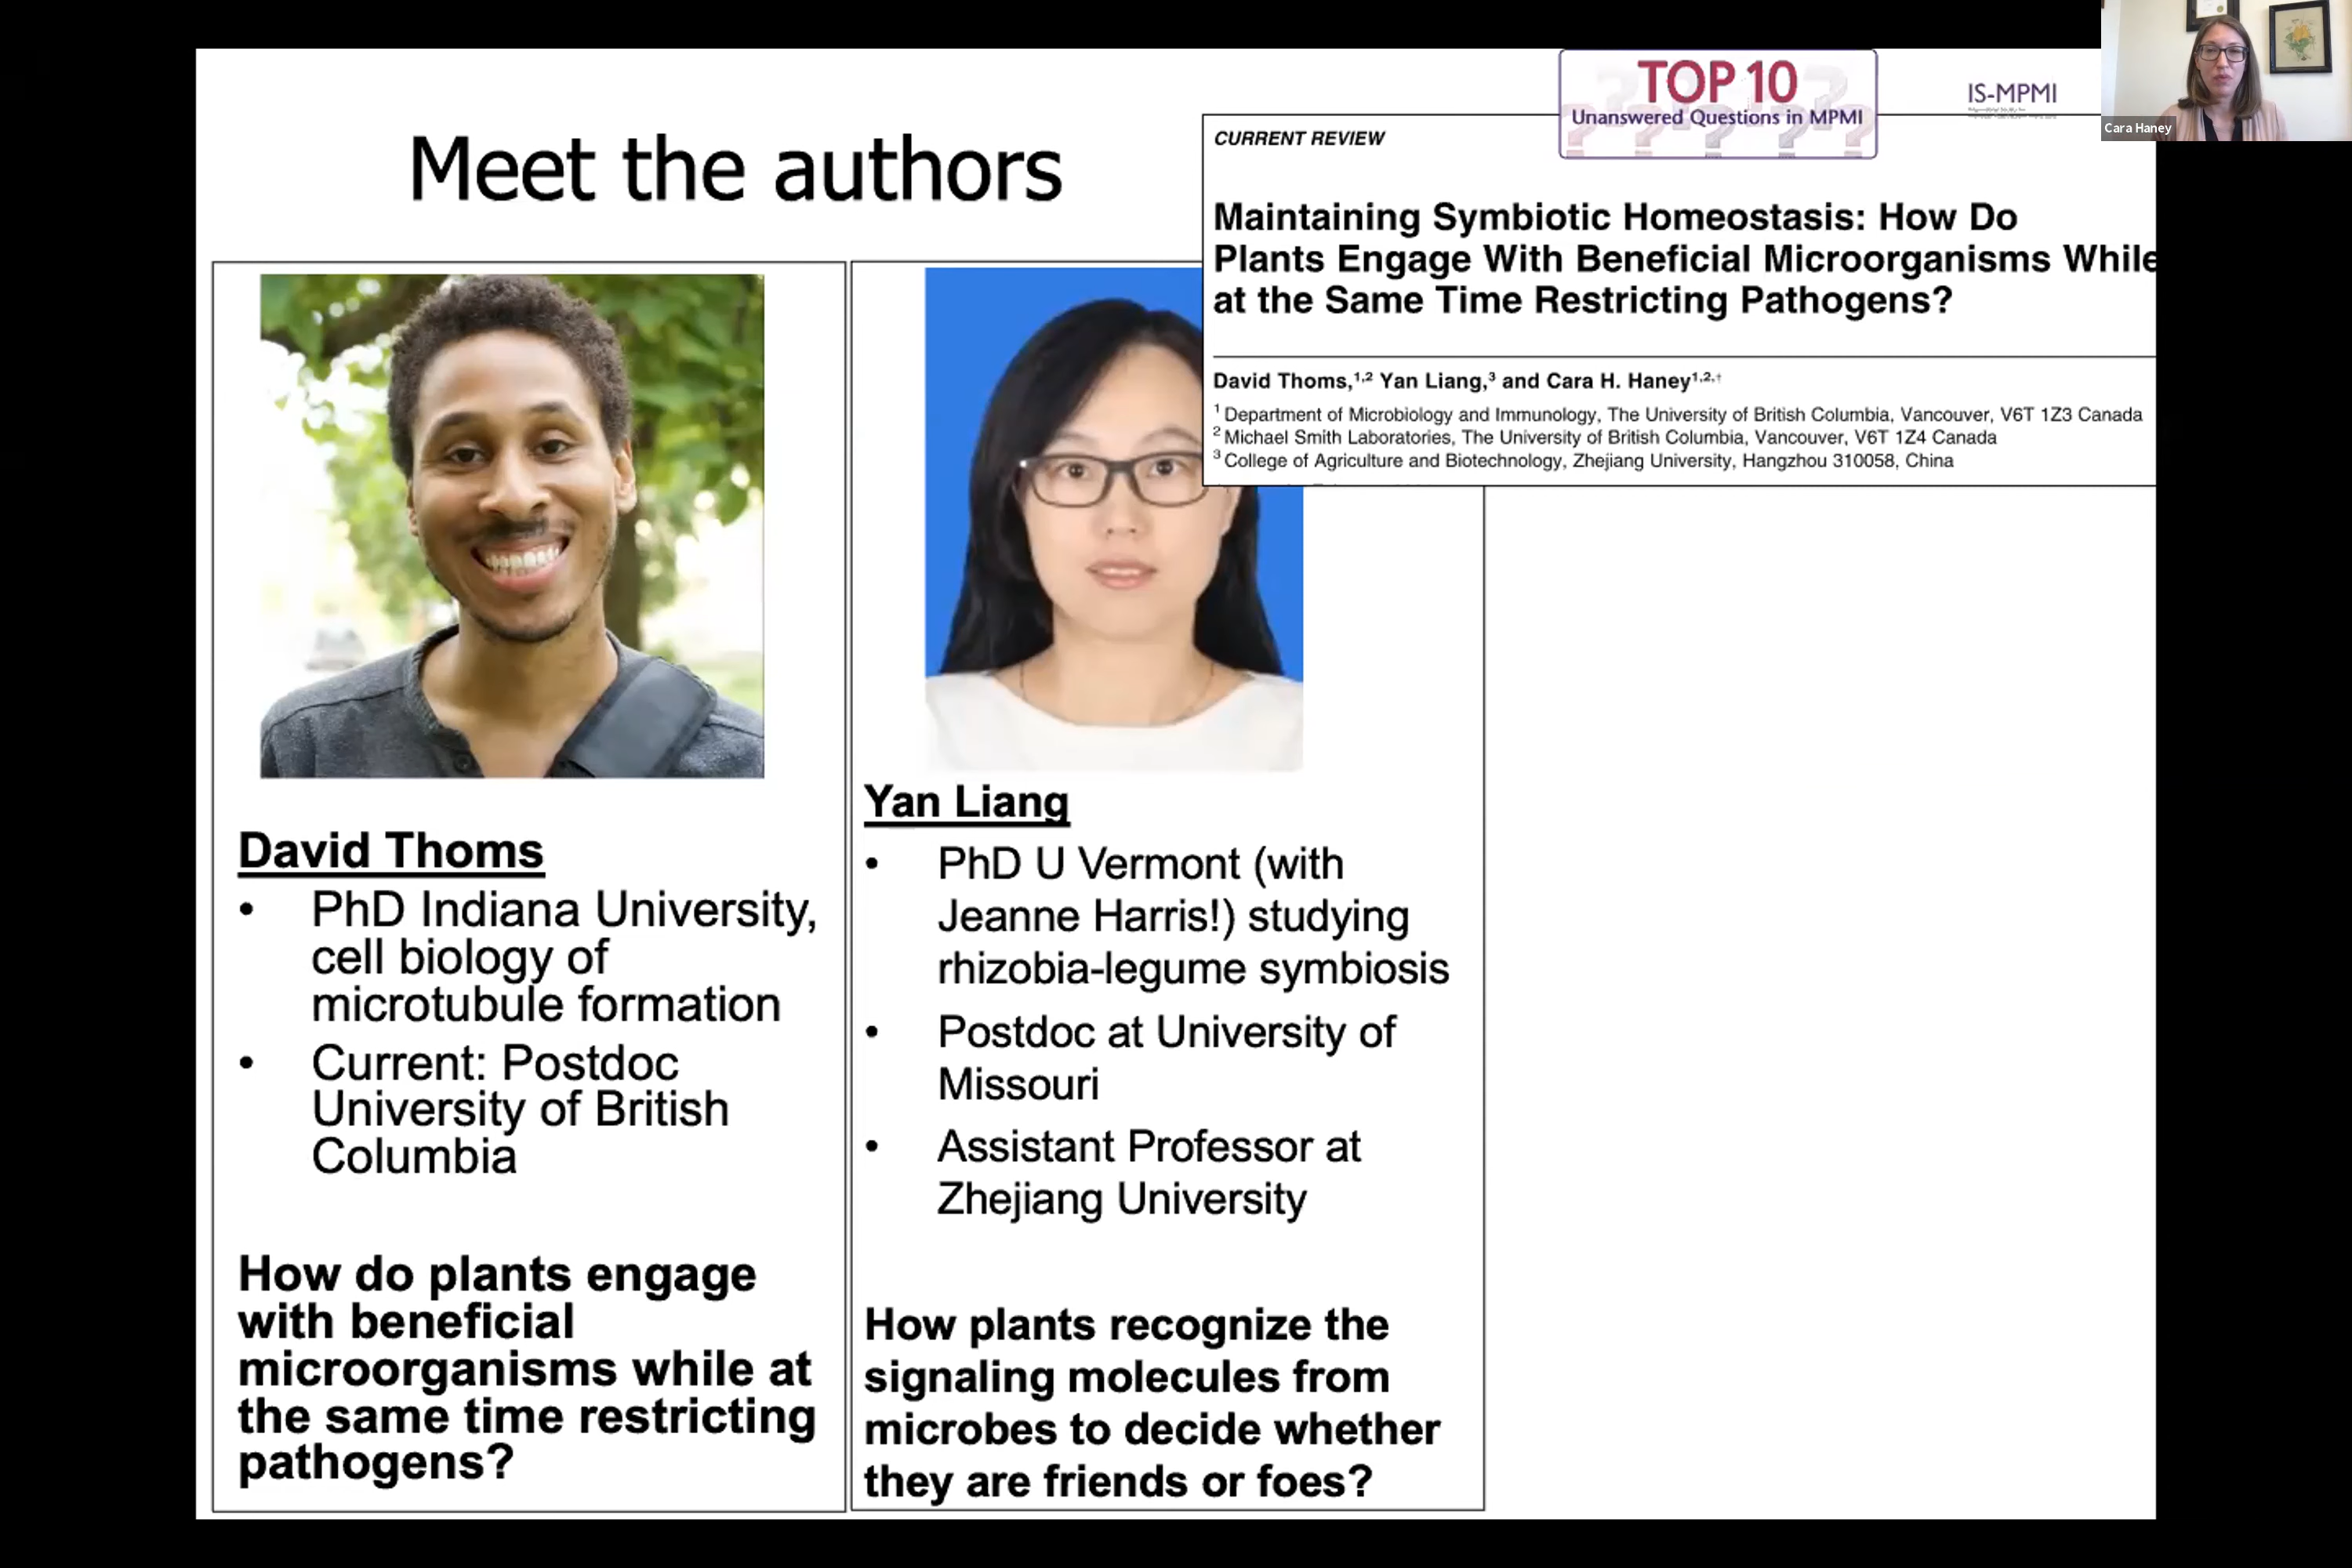 TOP 10
Unanswered Questions in MPMI
IS-MPMI
Cara Haney
Meet the authors
CURRENT REVIEW
Maintaining Symbiotic Homeostasis: How Do
Plants Engage With Beneficial Microorganisms While
at the Same Time Restricting Pathogens?
David Thoms,1,2 Yan Liang,3 and Cara H. Haney1,2,†
1 Department of Microbiology and Immunology, The University of British Columbia, Vancouver, V6T 1Z3 Canada
2 Michael Smith Laboratories, The University of British Columbia, Vancouver, V6T 1Z4 Canada
3 College of Agriculture and Biotechnology, Zhejiang University, Hangzhou 310058, China
David Thoms
• PhD Indiana University,
cell biology of
microtubule formation
• Current: Postdoc
University of British
Columbia
How do plants engage
with beneficial
microorganisms while at
the same time restricting
pathogens?
Yan Liang
• PhD U Vermont (with
Jeanne Harris!) studying
rhizobia-legume symbiosis
• Postdoc at University of
Missouri
• Assistant Professor at
Zhejiang University
How plants recognize the
signaling molecules from
microbes to decide whether
they are friends or foes?